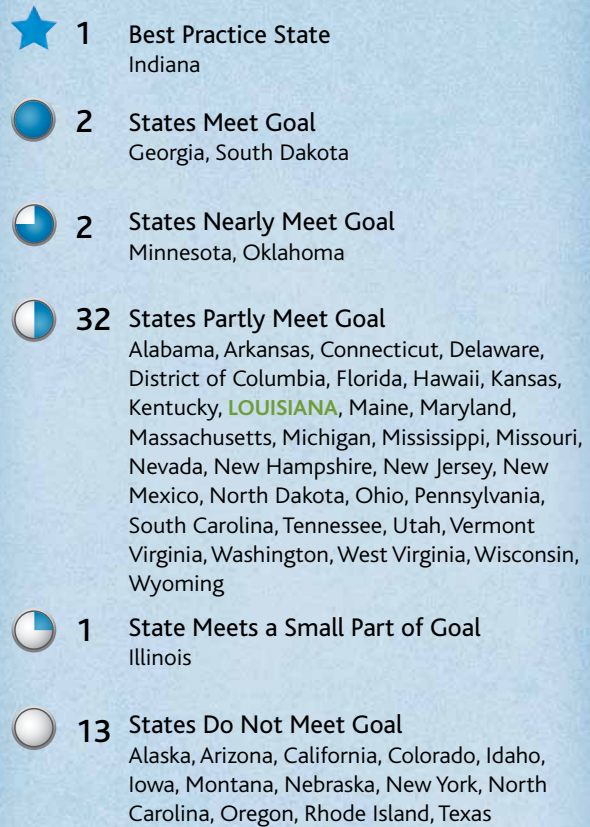 1 Best Practice State
Indiana
2 States Meet Goal
Georgia, South Dakota
2 States Nearly Meet Goal
Minnesota, Oklahoma
32 States Partly Meet Goal
Alabama, Arkansas, Connecticut, Delaware,
District of Columbia, Florida, Hawaii, Kansas,
Kentucky, LOUISIANA, Maine, Maryland,
Massachusetts, Michigan, Mississippi, Missouri,
Nevada, New Hampshire, New Jersey, New
Mexico, North Dakota, Ohio, Pennsylvania,
South Carolina, Tennessee, Utah, Vermont
Virginia, Washington, West Virginia, Wisconsin,
Wyoming
1 State Meets a Small Part of Goal
Illinois
13 States Do Not Meet Goal
Alaska, Arizona, California, Colorado, Idaho,
Iowa, Montana, Nebraska, New York, North
Carolina, Oregon, Rhode Island, Texas